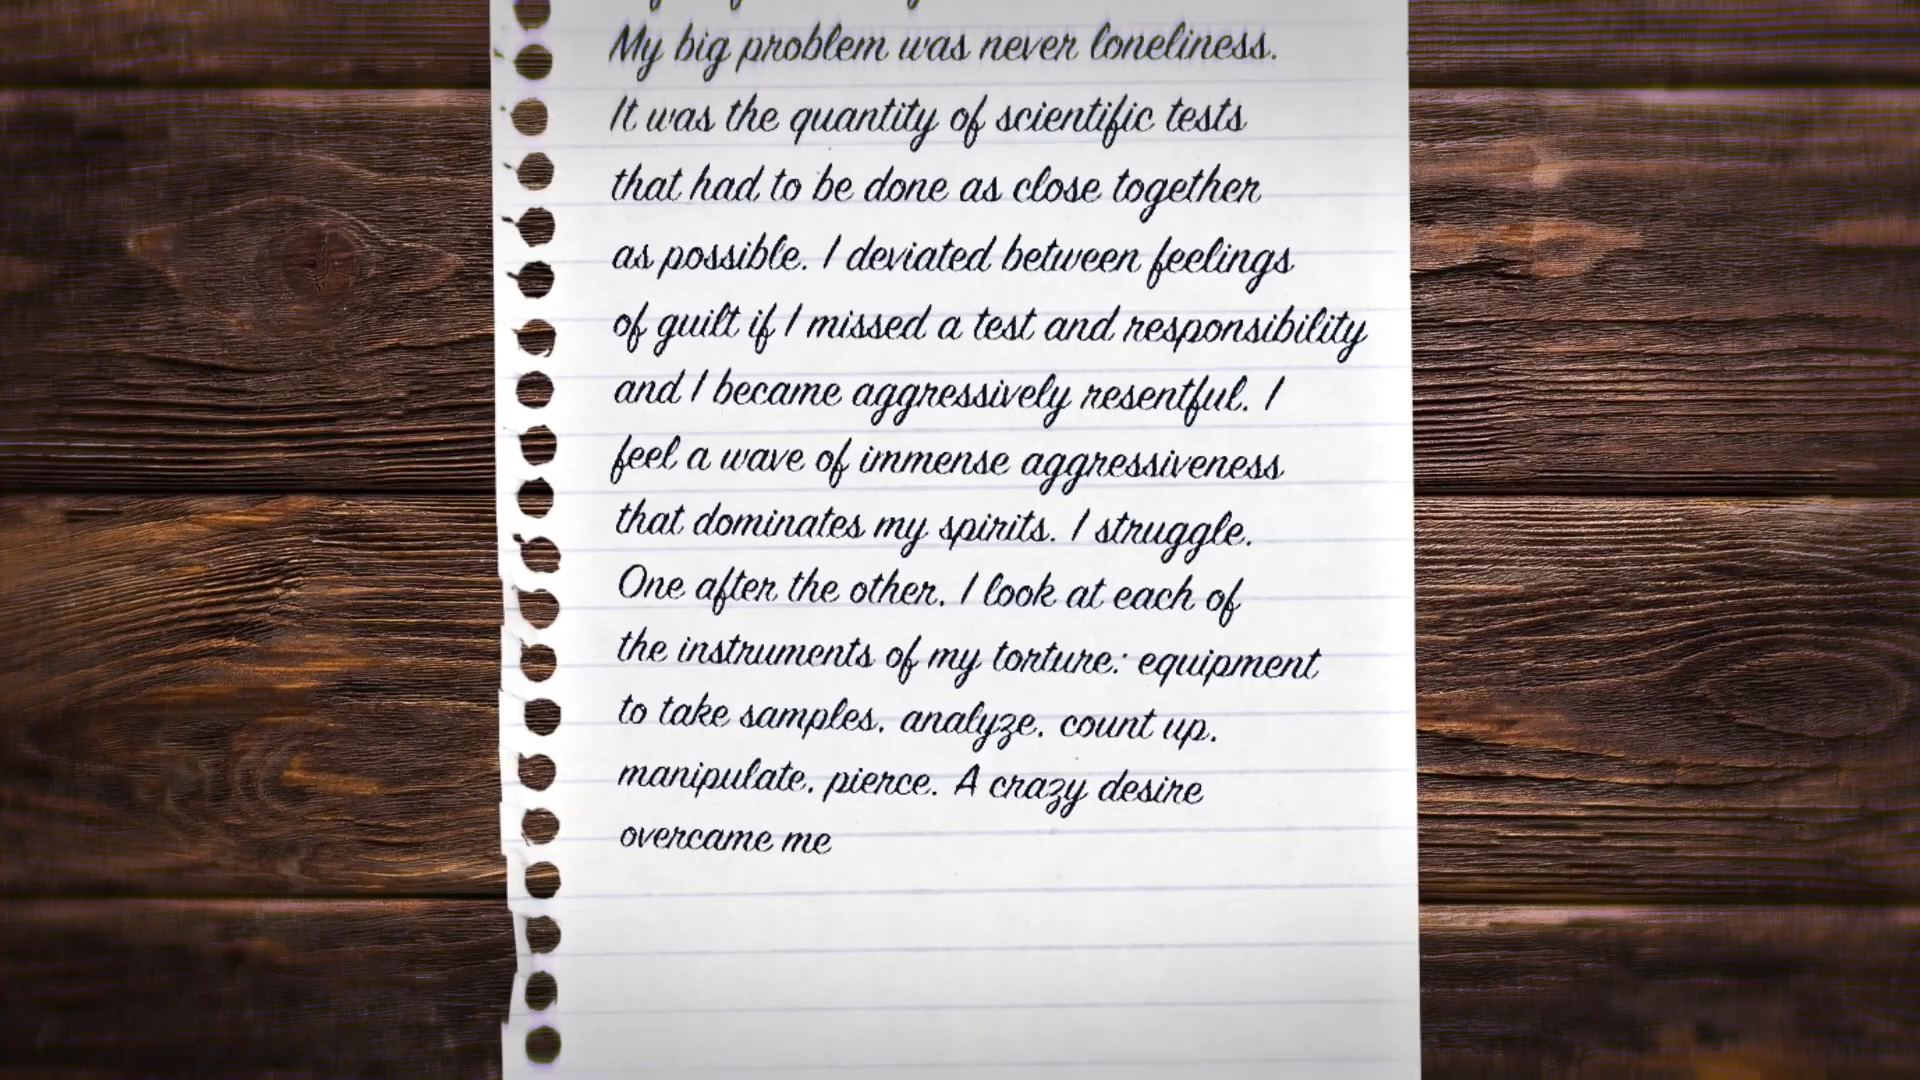 My big problem was never loneliness.
It was the quantity of scientific tests
that had to be done as close together
as possible. I deviated between feelings
of guilt if I missed a test and responsibility
and I became aggressively resentful. I
feel a wave of immense aggressiveness
that dominates my spirits. I struggle.
One after the other. I look at each of
the instruments of my torture: equipment
to take samples. analyze. count up.
manipulate. pierce. A crazy desire
overcame me